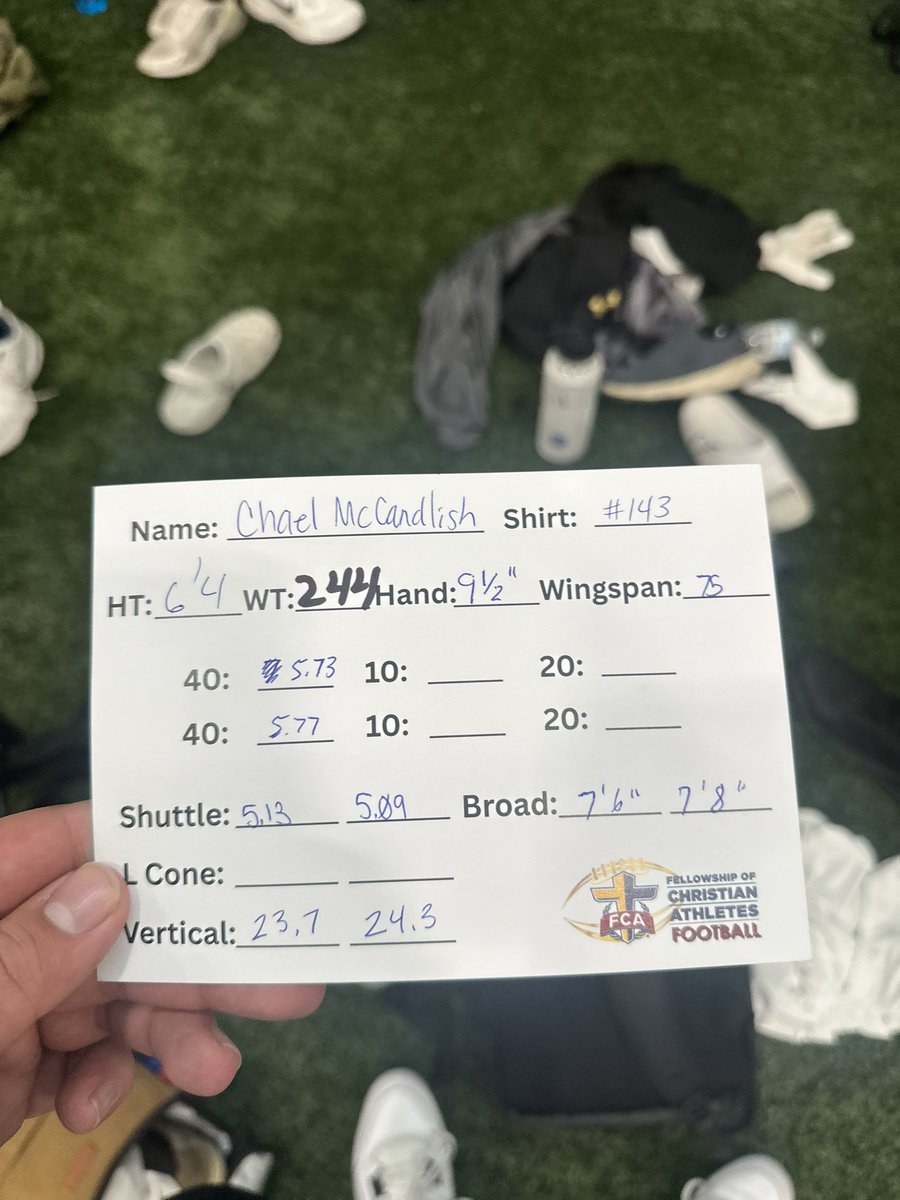 Name: Chael McCandlish Shirt: #143
HT: 6'4 WT: 244 Hand: 9½" Wingspan: 75
40: 5.73 10: 20:
40: 5.77 10: 20:
Shuttle: 5.13 5.09 Broad: 7'6" 7'8"
L Cone:
Vertical: 23.7 24.3
FCA
FELLOWSHIP OF
CHRISTIAN
ATHLETES
FOOTBALL